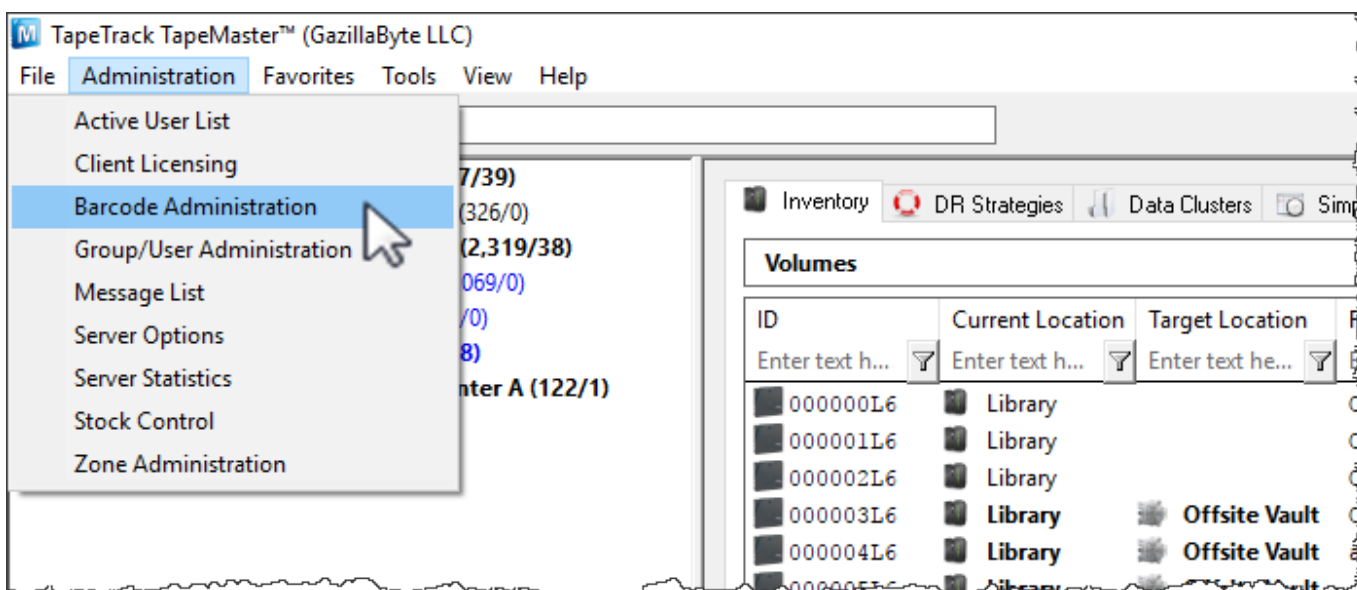 M TapeTrack TapeMaster™ (GazillaByte LLC)
File Administration Favorites Tools View Help
Active User List
Client Licensing
Barcode Administration
Group/User Administration
Message List
Server Options
Server Statistics
Stock Control
Zone Administration
7/39)
(326/0)
(2,319/38)
069/0)
/0)
8)
nter A (122/1)
Inventory DR Strategies Data Clusters Simp
Volumes
ID Current Location Target Location
Enter text h... Enter text h... Enter text he...
000000L6 Library
000001L6 Library
000002L6 Library
000003L6 Library Offsite Vault
000004L6 Library Offsite Vault